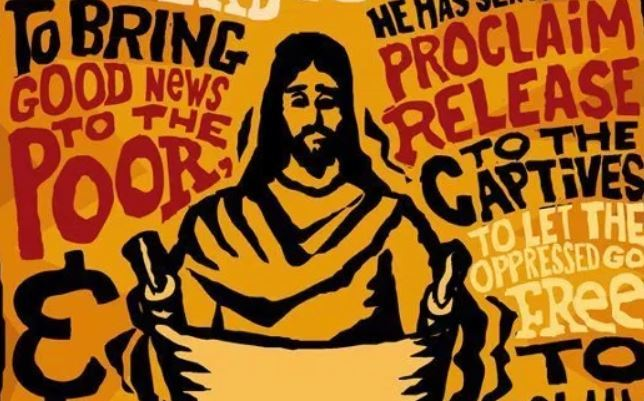 TO BRING
GOOD NEWS
TO THE
POOR,
&
HE HAS
PROCLAIM
RELEASE
TO THE
CAPTIVES
TO LET THE
OPPRESSED GO
FREE
TO